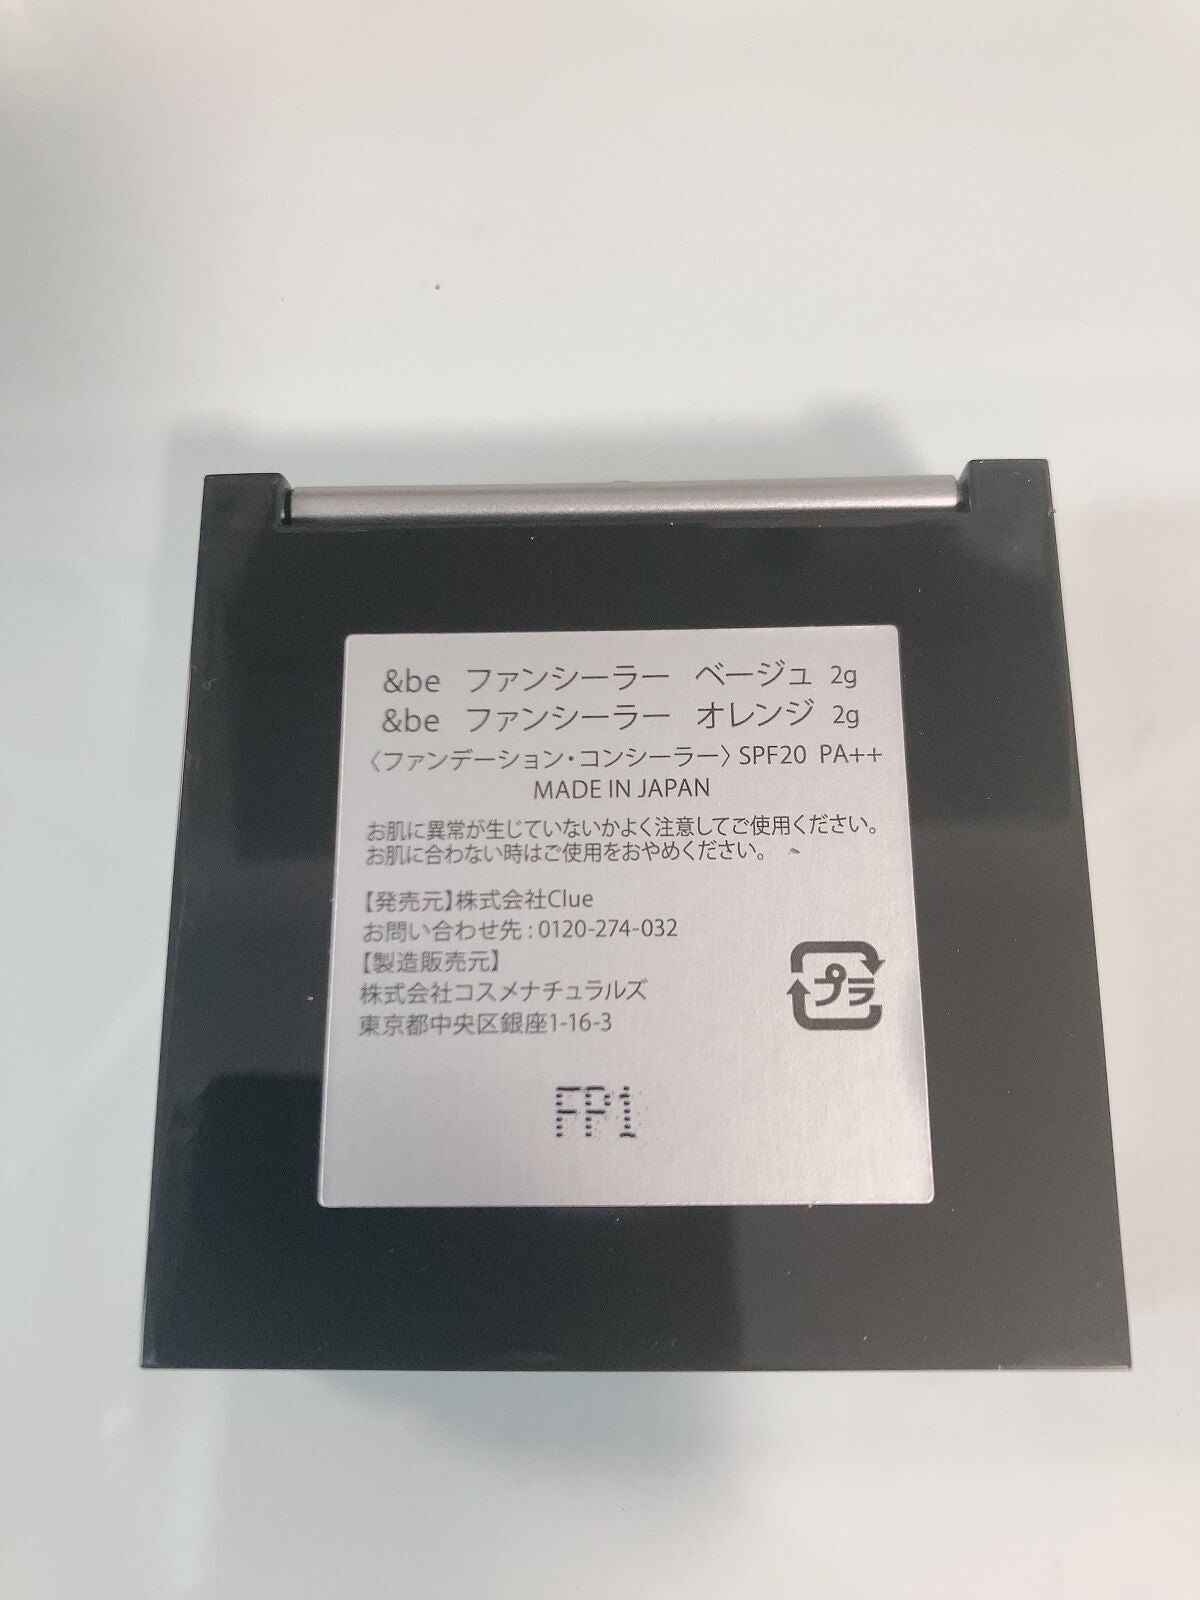 &be ファンシーラー ベージュ 2g
&be ファンシーラー オレンジ 2g
〈ファンデーション・コンシーラー〉SPF20 PA++
MADE IN JAPAN
お肌に異常が生じていないかよく注意してご使用ください。
お肌に合わない時はご使用をおやめください。
【発売元】株式会社Clue
お問い合わせ先:0120-274-032
【製造販売元】
株式会社コスメナチュラルズ
東京都中央区銀座1-16-3
プラ
FP1